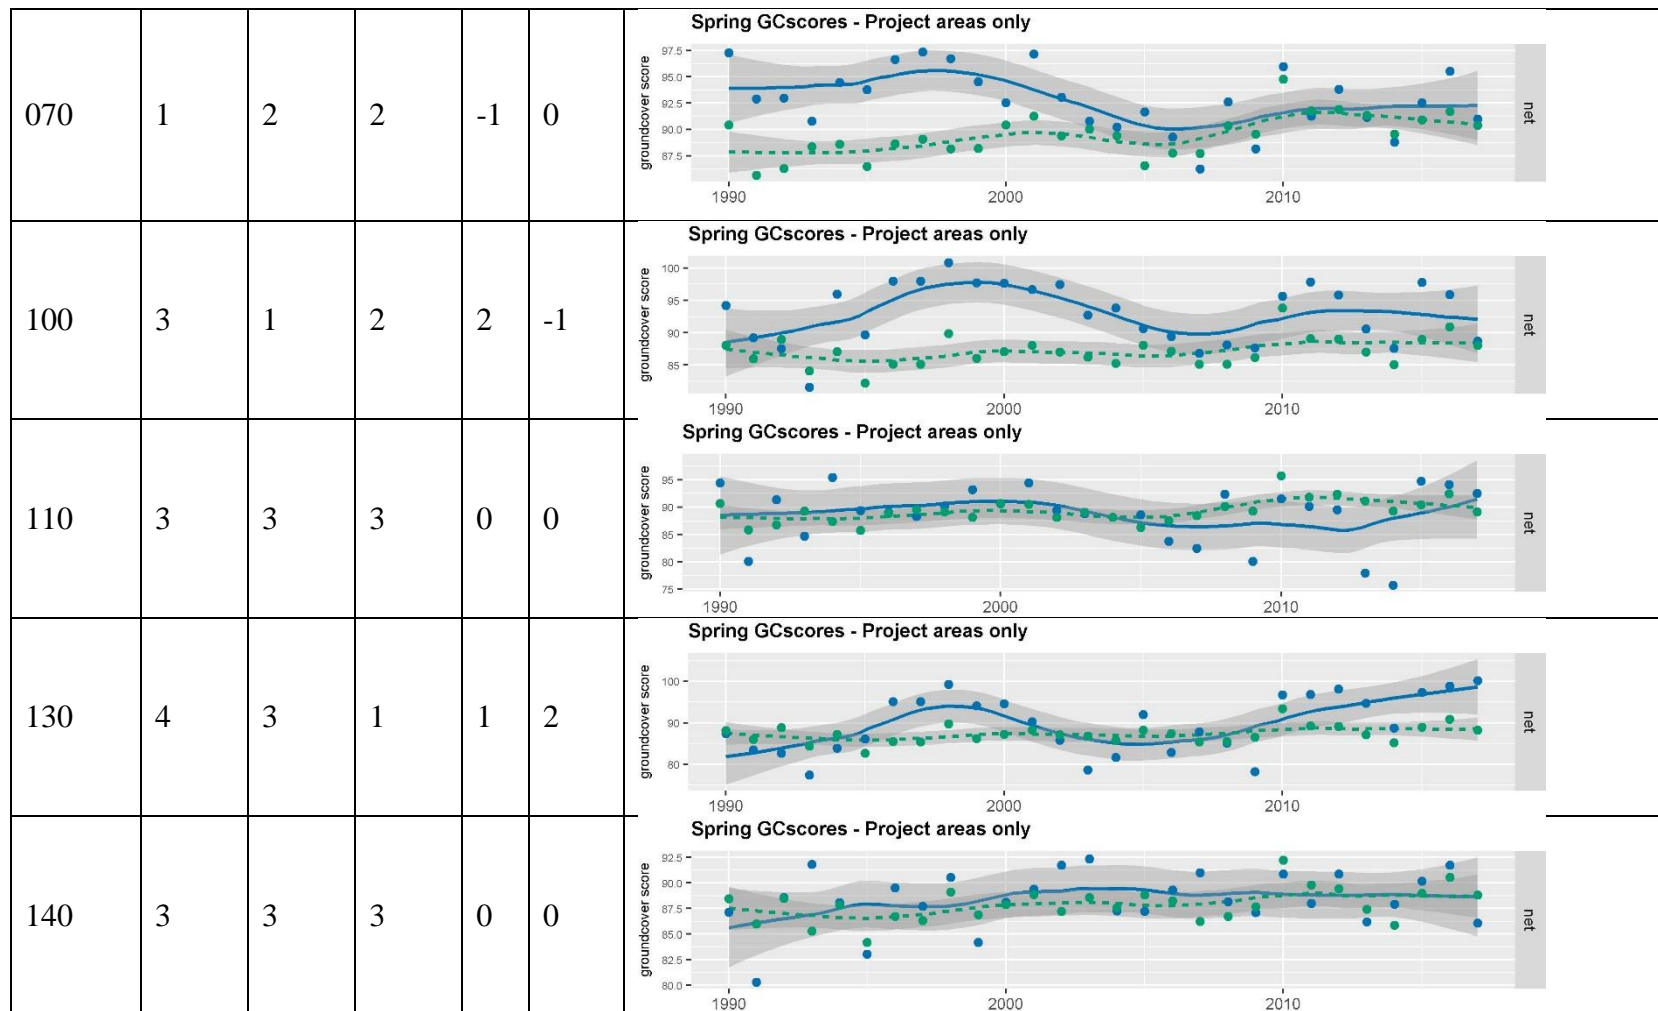 Spring GCscores - Project areas only
070 1 2 2 -1 0
groundcover score
97.5
95.0
92.5
90.0
87.5
1990 2000 2010
net
Spring GCscores - Project areas only
100 3 1 2 2 -1
groundcover score
100
95
90
85
1990 2000 2010
net
Spring GCscores - Project areas only
110 3 3 3 0 0
groundcover score
95
90
85
80
75
1990 2000 2010
net
Spring GCscores - Project areas only
130 4 3 1 1 2
groundcover score
100
90
80
1990 2000 2010
net
Spring GCscores - Project areas only
140 3 3 3 0 0
groundcover score
92.5
90.0
87.5
85.0
82.5
80.0
1990 2000 2010
net